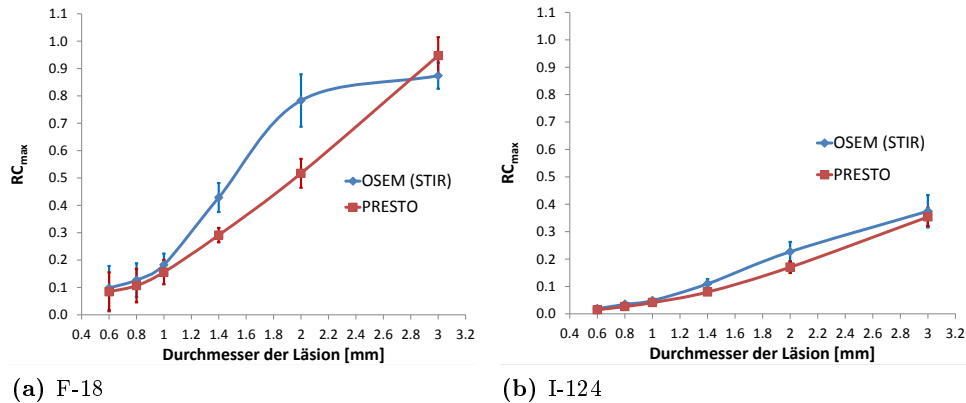 1.1
1.0
0.9
0.8
0.7
0.6
0.5
0.4
0.3
0.2
0.1
0.0
RCmax
OSEM (STIR)
PRESTO
0.4 0.6 0.8 1 1.2 1.4 1.6 1.8 2 2.2 2.4 2.6 2.8 3 3.2
Durchmesser der Läsion [mm]
(a) F-18
1.1
1.0
0.9
0.8
0.7
0.6
0.5
0.4
0.3
0.2
0.1
0.0
RCmax
OSEM (STIR)
PRESTO
0.4 0.6 0.8 1 1.2 1.4 1.6 1.8 2 2.2 2.4 2.6 2.8 3 3.2
Durchmesser der Läsion [mm]
(b) I-124